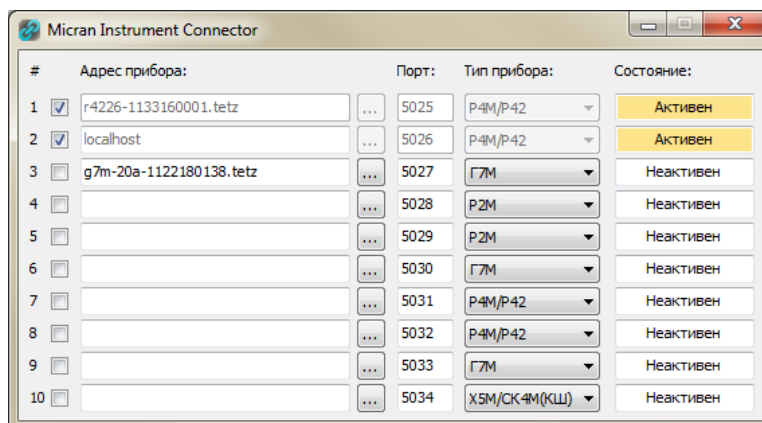 Micran Instrument Connector
# Адрес прибора: Порт: Тип прибора: Состояние:
1 r4226-1133160001.tetz ... 5025 Р4М/Р42 Активен
2 localhost ... 5026 Р4М/Р42 Активен
3 g7m-20a-1122180138.tetz ... 5027 Г7М Неактивен
4 ... 5028 Р2М Неактивен
5 ... 5029 Р2М Неактивен
6 ... 5030 Г7М Неактивен
7 ... 5031 Р4М/Р42 Неактивен
8 ... 5032 Р4М/Р42 Неактивен
9 ... 5033 Г7М Неактивен
10 ... 5034 Х5М/СК4М(КШ) Неактивен